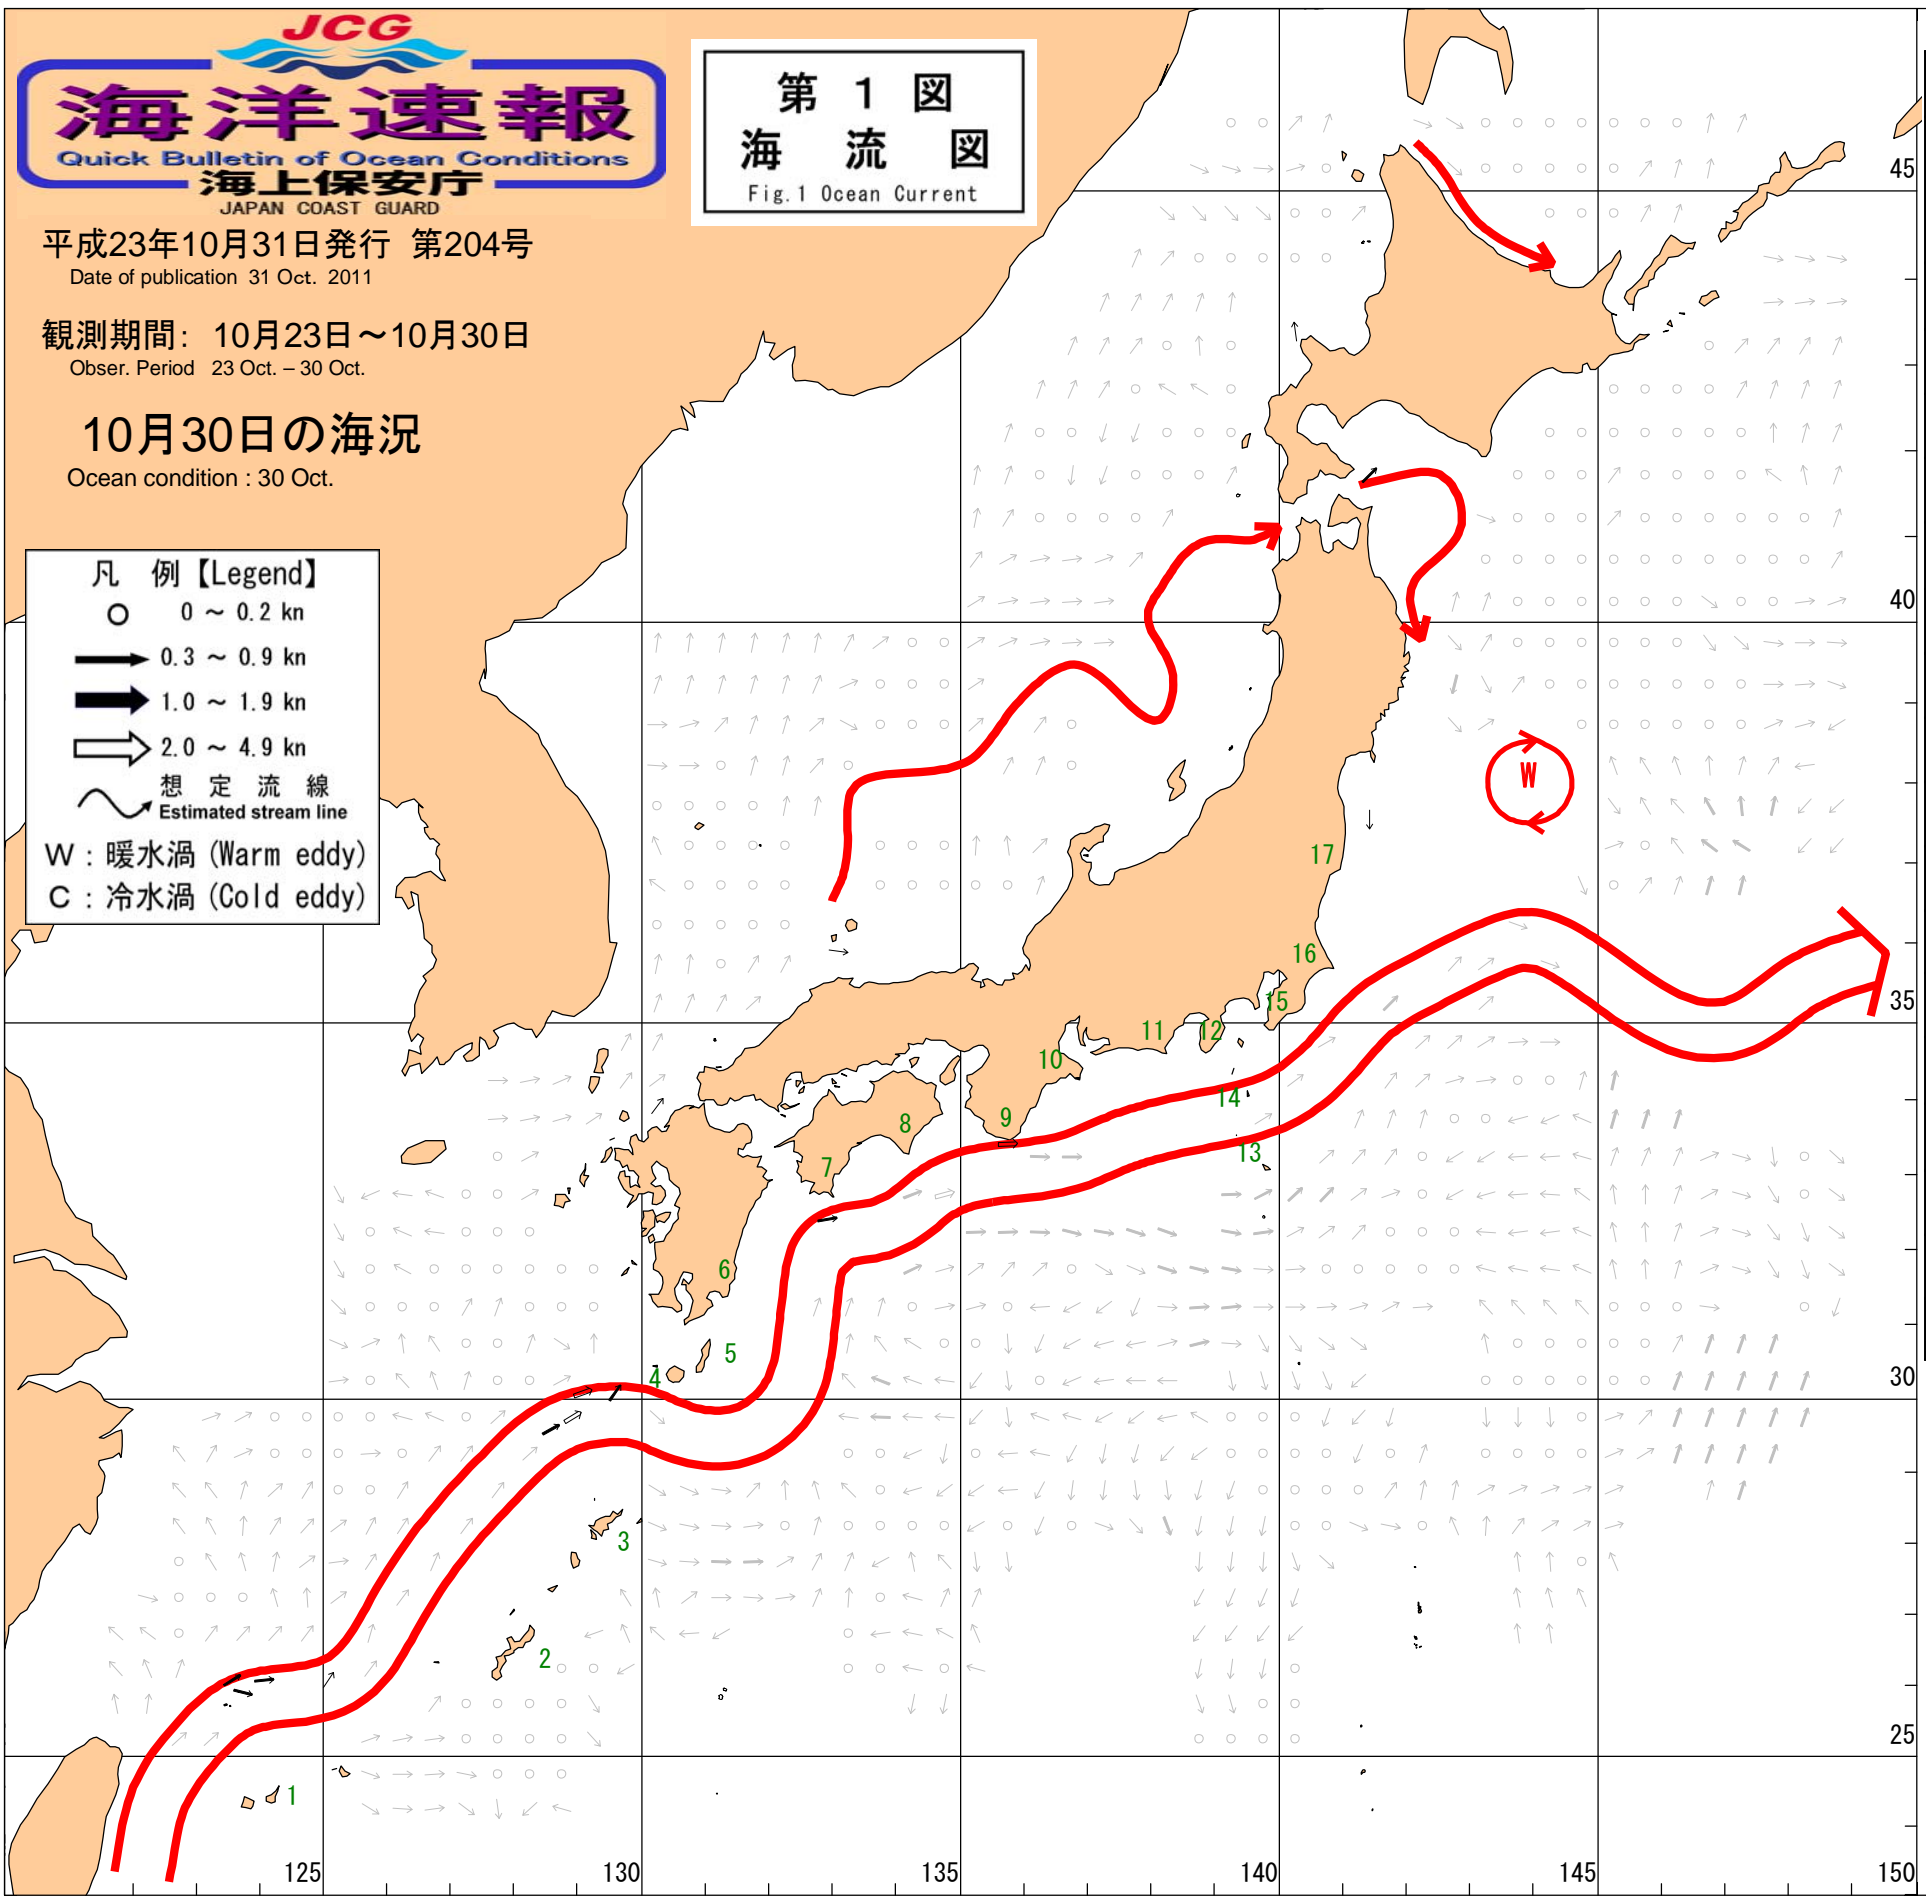 JCG
海洋速報
Quick Bulletin of Ocean Conditions
海上保安庁
JAPAN COAST GUARD
平成23年10月31日発行 第204号
Date of publication 31 Oct. 2011
観測期間： 10月23日～10月30日
Obser. Period 23 Oct. – 30 Oct.
10月30日の海況
Ocean condition : 30 Oct.
第 1 図
海 流 図
Fig.1 Ocean Current
凡 例【Legend】
0 ～ 0.2 kn
0.3 ～ 0.9 kn
1.0 ～ 1.9 kn
2.0 ～ 4.9 kn
想 定 流 線
Estimated stream line
W : 暖水渦 (Warm eddy)
C : 冷水渦 (Cold eddy)
45
40
W
17
16
35
15
12
11
10
14
9
8
13
7
6
5
4
30
3
2
25
1
125
130
135
140
145
150